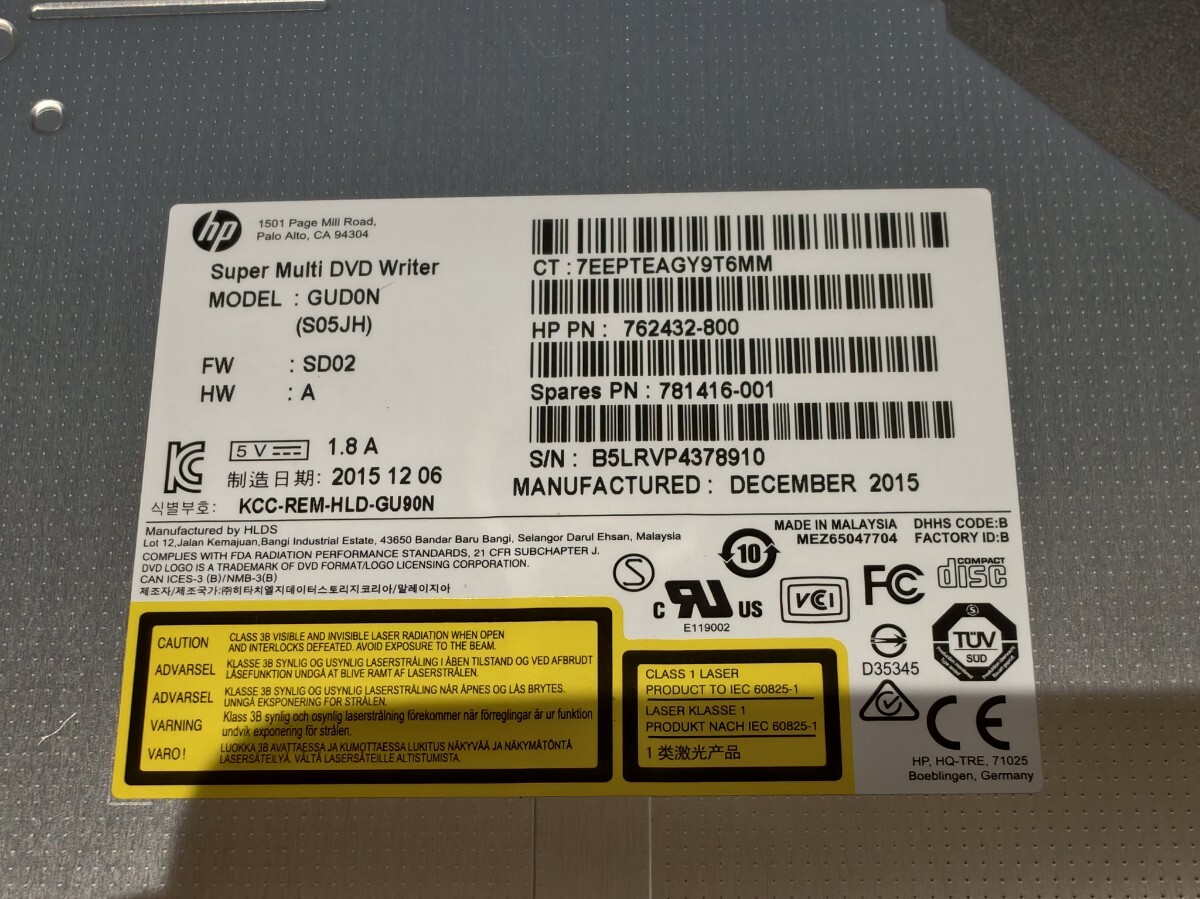 hp
1501 Page Mill Road,
Palo Alto, CA 94304
Super Multi DVD Writer
MODEL : GUD0N
(S05JH)
FW : SD02
HW : A
5 V 1.8 A
制造日期: 2015 12 06
식별부호: KCC-REM-HLD-GU90N
CT : 7EEPTEAGY9T6MM
HP PN : 762432-800
Spares PN : 781416-001
S/N : B5LRVP4378910
MANUFACTURED : DECEMBER 2015
Manufactured by HLDS
Lot 12,Jalan Kemajuan,Bangi Industrial Estate, 43650 Bandar Baru Bangi, Selangor Darul Ehsan, Malaysia
COMPLIES WITH FDA RADIATION PERFORMANCE STANDARDS, 21 CFR SUBCHAPTER J.
DVD LOGO IS A TRADEMARK OF DVD FORMAT/LOGO LICENSING CORPORATION.
CAN ICES-3 (B)/NMB-3(B)
제조자/제조국가:㈜히타치엘지데이터스토리지코리아/말레이지아
MADE IN MALAYSIA DHHS CODE:B
MEZ65047704 FACTORY ID:B
10
S
C US
E119002
VCI
FC
COMPACT
disc
D35345
S
TÜV
SÜD
CE
HP, HQ-TRE, 71025
Boeblingen, Germany
CAUTION CLASS 3B VISIBLE AND INVISIBLE LASER RADIATION WHEN OPEN
AND INTERLOCKS DEFEATED. AVOID EXPOSURE TO THE BEAM.
ADVARSEL KLASSE 3B SYNLIG OG USYNLIG LASERSTRÅLING I ÅBEN TILSTAND OG VED AFBRUDT
LÅSEFUNKTION UNDGÅ AT BLIVE RAMT AF LASERSTRÅLEN.
ADVARSEL KLASSE 3B SYNLIG OG USYNLIG LASERSTRÅLING NÅR ÅPNES OG LÅS BRYTES.
UNNGÅ EKSPONERING FOR STRÅLEN.
VARNING Klass 3B synlig och osynlig laserstrålning förekommer när förreglingar är ur funktion
undvik exponering för strålen.
VARO! LUOKKA 3B AVATTAESSA JA KUMOTTAESSA LUKITUS NÄKYVÄÄ JA NÄKYMÄTÖNTÄ
LASERSÄTEILYÄ. VÄLTÄ LASERSÄTEILLE ALTISTUMISTA.
CLASS 1 LASER
PRODUCT TO IEC 60825-1
LASER KLASSE 1
PRODUKT NACH IEC 60825-1
1 类激光产品